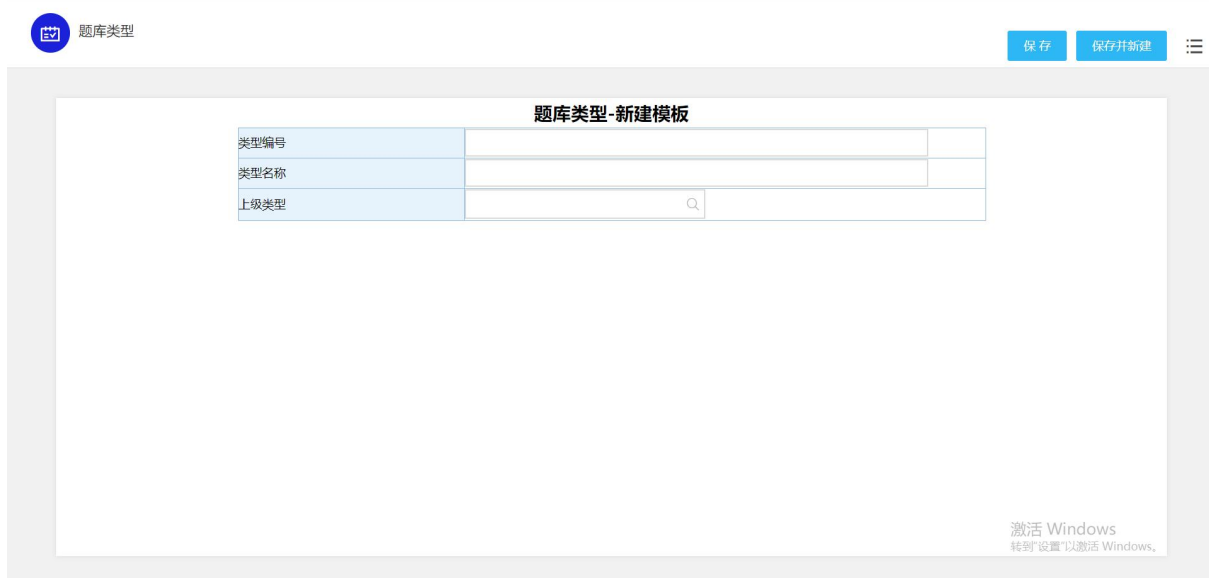 题库类型
保 存
保存并新建
题库类型-新建模板
类型编号
类型名称
上级类型
激活 Windows
转到"设置"以激活 Windows。